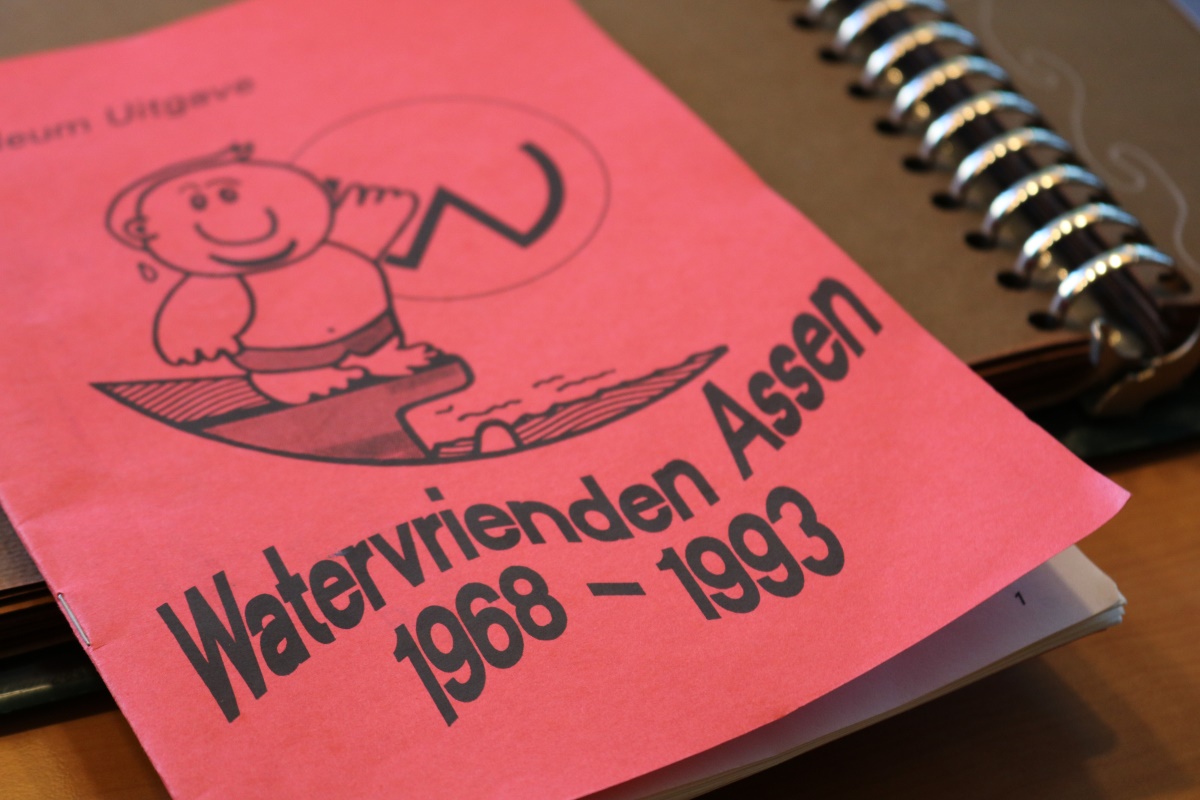 Uitgave
W
Watervrienden Assen
1968 – 1993
1